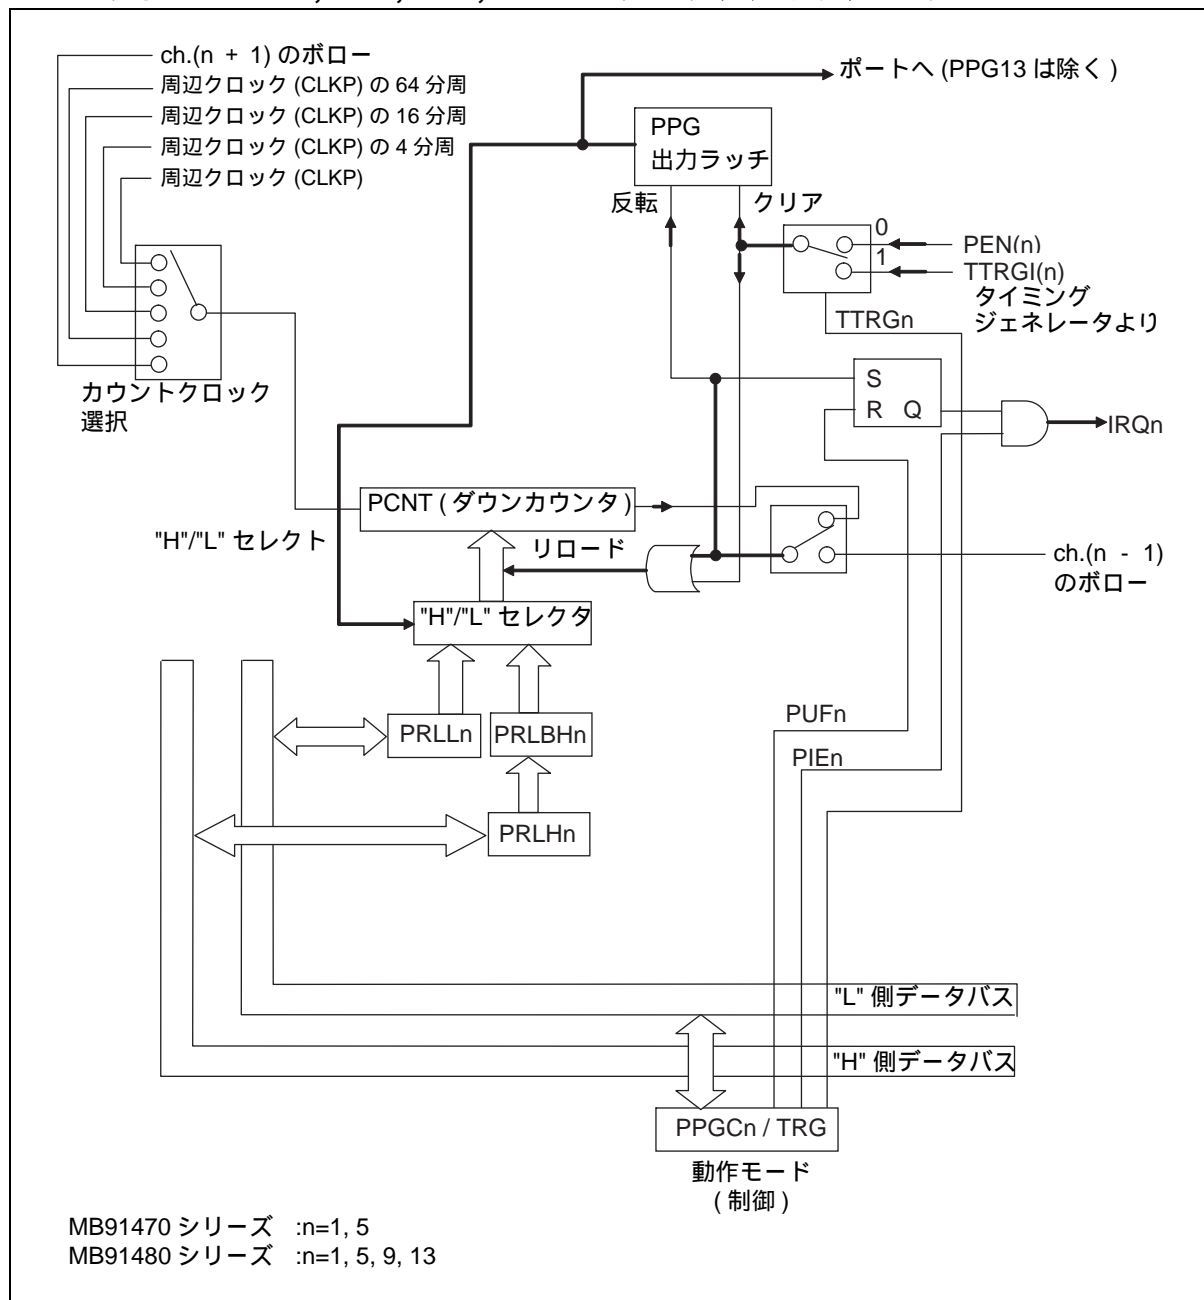 ch.(n + 1) のボロー
周辺クロック (CLKP) の 64 分周
周辺クロック (CLKP) の 16 分周
周辺クロック (CLKP) の 4 分周
周辺クロック (CLKP)
カウントクロック
選択
ポートへ (PPG13 は除く)
PPG
出力ラッチ
反転
クリア
0
1
PEN(n)
TTRGI(n)
タイミング
ジェネレータより
TTRGn
S
R Q
IRQn
PCNT (ダウンカウンタ)
"H"/"L" セレクト
リロード
ch.(n - 1)
のボロー
"H"/"L" セレクタ
PRLLn
PRLBHn
PRLHn
PUFn
PIEn
"L" 側データバス
"H" 側データバス
PPGCn / TRG
動作モード
(制御)
MB91470 シリーズ :n=1, 5
MB91480 シリーズ :n=1, 5, 9, 13